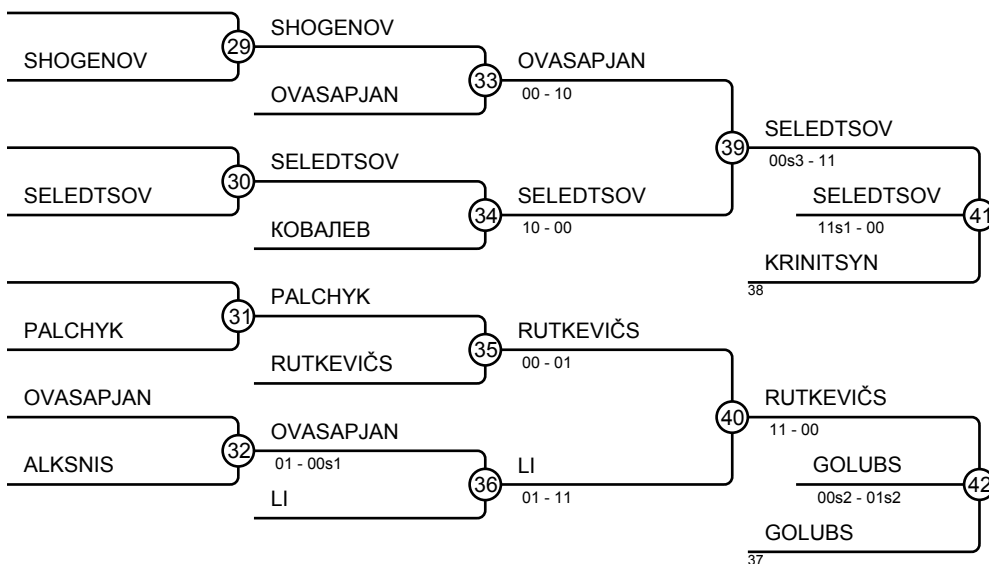 SHOGENOV
29
SHOGENOV
OVASAPJAN
33
OVASAPJAN
00 - 10
SELEDTSOV
30
SELEDTSOV
КОВАЛЕВ
34
SELEDTSOV
10 - 00
39
SELEDTSOV
00s3 - 11
SELEDTSOV
11s1 - 00
KRINITSYN
38
41
PALCHYK
31
PALCHYK
RUTKEVIČS
35
RUTKEVIČS
00 - 01
OVASAPJAN
ALKSNIS
32
OVASAPJAN
01 - 00s1
LI
36
LI
01 - 11
40
RUTKEVIČS
11 - 00
GOLUBS
00s2 - 01s2
GOLUBS
37
42